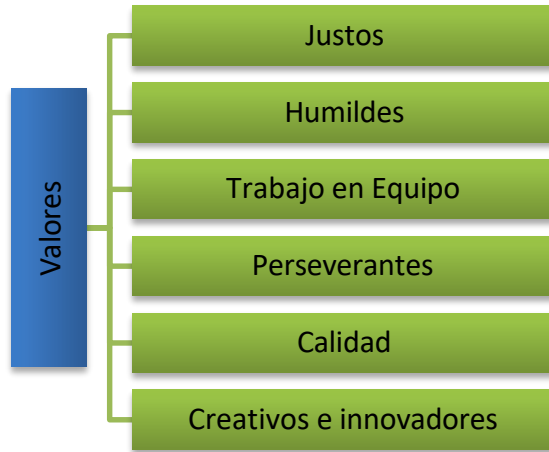 Valores
Justos
Humildes
Trabajo en Equipo
Perseverantes
Calidad
Creativos e innovadores